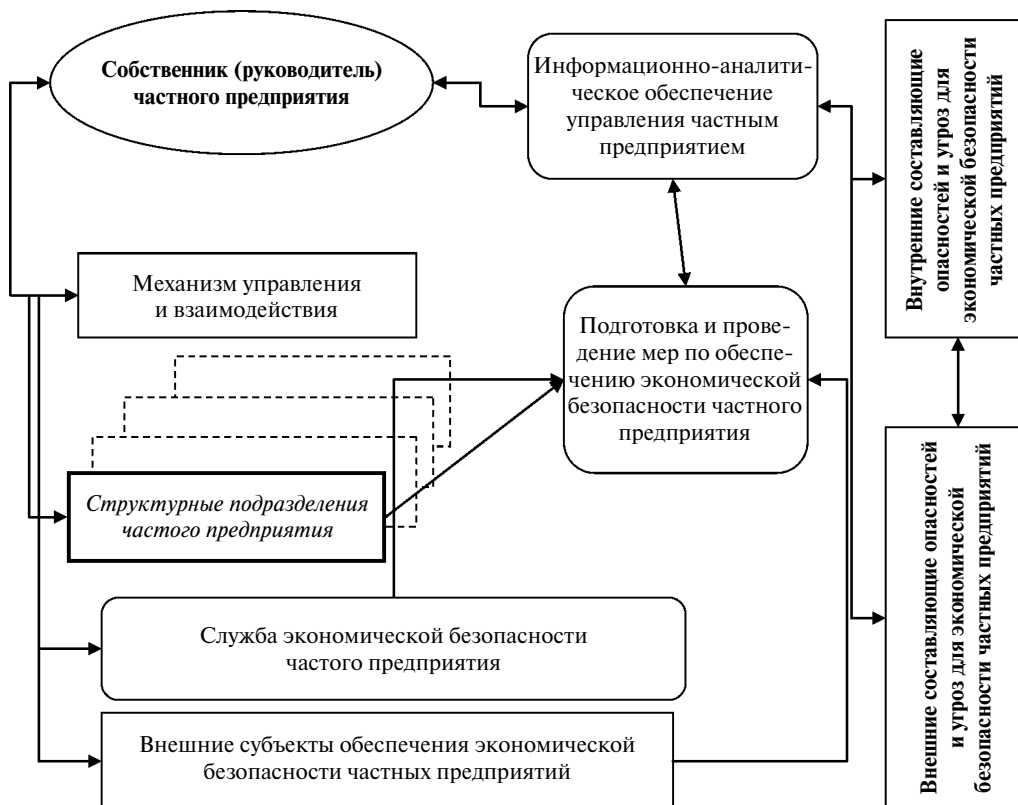 Собственник (руководитель)
частного предприятия
Информационно-аналити-
ческое обеспечение
управления частным
предприятием
Внутренние составляющие
опасностей и угроз для
экономической безопасности
частных предприятий
Механизм управления
и взаимодействия
Подготовка и прове-
дение мер по обеспе-
чению экономической
безопасности частного
предприятия
Структурные подразделения
частого предприятия
Служба экономической безопасности
частого предприятия
Внешние субъекты обеспечения экономической
безопасности частных предприятий
Внешние составляющие опасностей
и угроз для экономической
безопасности частных предприятий